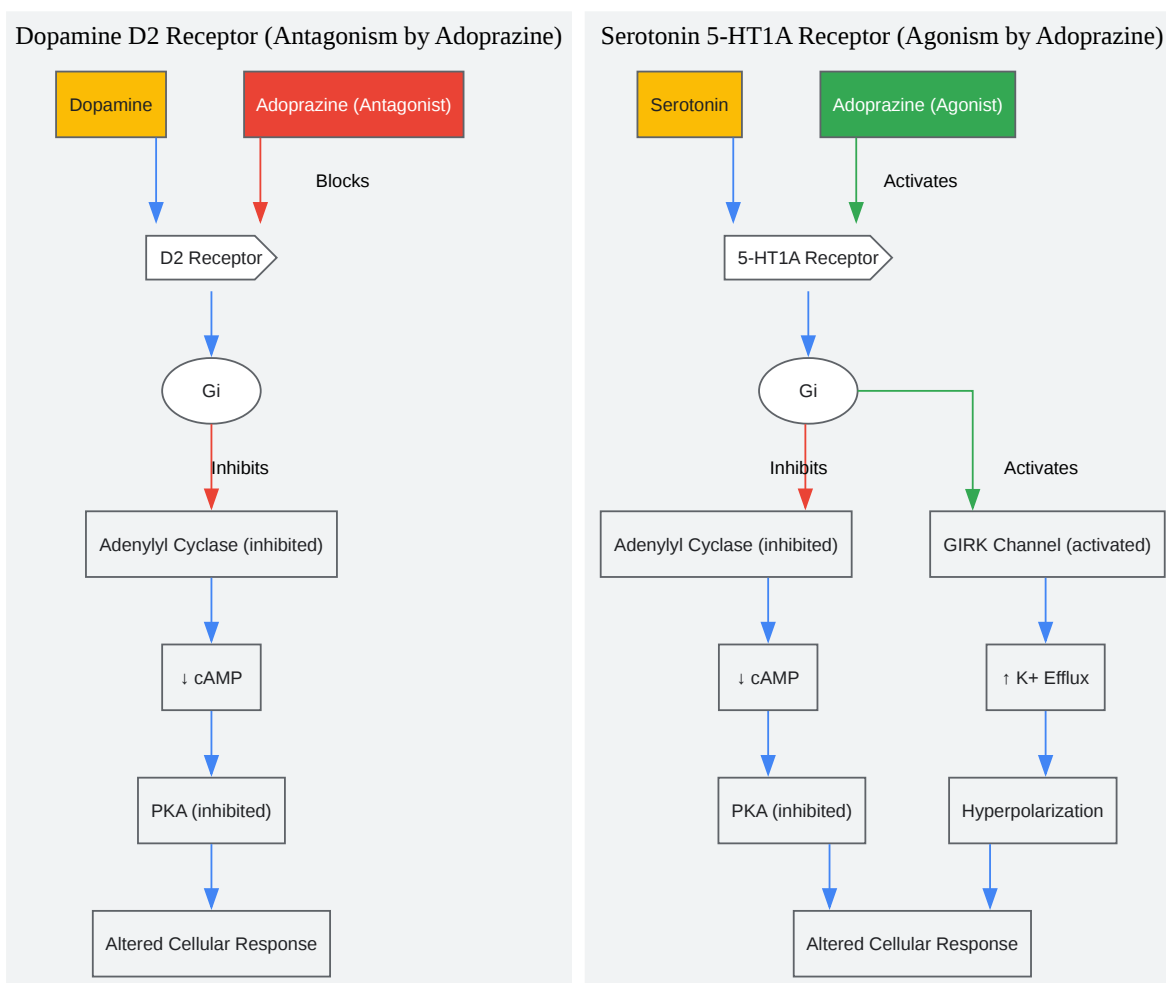 Dopamine D2 Receptor (Antagonism by Adoprazine)
Dopamine
Adoprazine (Antagonist)
Blocks
D2 Receptor
Gi
Inhibits
Adenylyl Cyclase (inhibited)
↓ cAMP
PKA (inhibited)
Altered Cellular Response
Serotonin 5-HT1A Receptor (Agonism by Adoprazine)
Serotonin
Adoprazine (Agonist)
Activates
5-HT1A Receptor
Gi
Inhibits
Activates
Adenylyl Cyclase (inhibited)
GIRK Channel (activated)
↓ cAMP
↑ K+ Efflux
PKA (inhibited)
Hyperpolarization
Altered Cellular Response